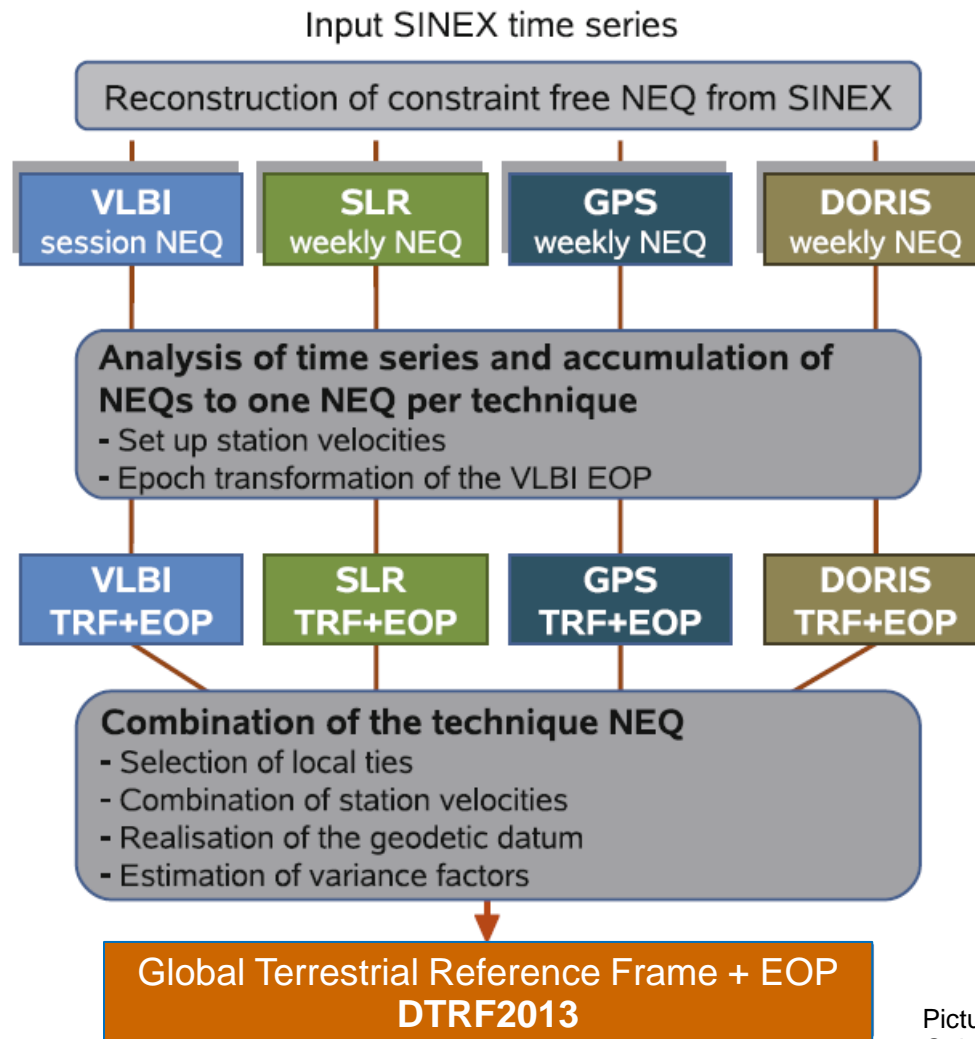 Input SINEX time series
Reconstruction of constraint free NEQ from SINEX
VLBI
session NEQ
SLR
weekly NEQ
GPS
weekly NEQ
DORIS
weekly NEQ
Analysis of time series and accumulation of
NEQs to one NEQ per technique
- Set up station velocities
- Epoch transformation of the VLBI EOP
VLBI
TRF+EOP
SLR
TRF+EOP
GPS
TRF+EOP
DORIS
TRF+EOP
Combination of the technique NEQ
- Selection of local ties
- Combination of station velocities
- Realisation of the geodetic datum
- Estimation of variance factors
Global Terrestrial Reference Frame + EOP
DTRF2013
Pictu